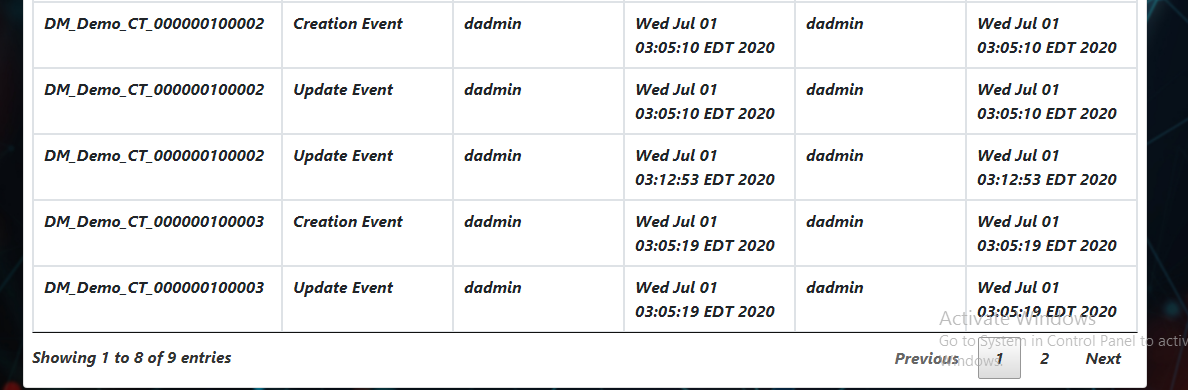 DM_Demo_CT_000000100002 Creation Event dadmin Wed Jul 01 dadmin Wed Jul 01
03:05:10 EDT 2020 03:05:10 EDT 2020
DM_Demo_CT_000000100002 Update Event dadmin Wed Jul 01 dadmin Wed Jul 01
03:05:10 EDT 2020 03:05:10 EDT 2020
DM_Demo_CT_000000100002 Update Event dadmin Wed Jul 01 dadmin Wed Jul 01
03:12:53 EDT 2020 03:12:53 EDT 2020
DM_Demo_CT_000000100003 Creation Event dadmin Wed Jul 01 dadmin Wed Jul 01
03:05:19 EDT 2020 03:05:19 EDT 2020
DM_Demo_CT_000000100003 Update Event dadmin Wed Jul 01 dadmin Wed Jul 01
03:05:19 EDT 2020 03:05:19 EDT 2020
Activate Windows
Go to System in Control Panel to activ
Windows.
Showing 1 to 8 of 9 entries Previous 1 2 Next